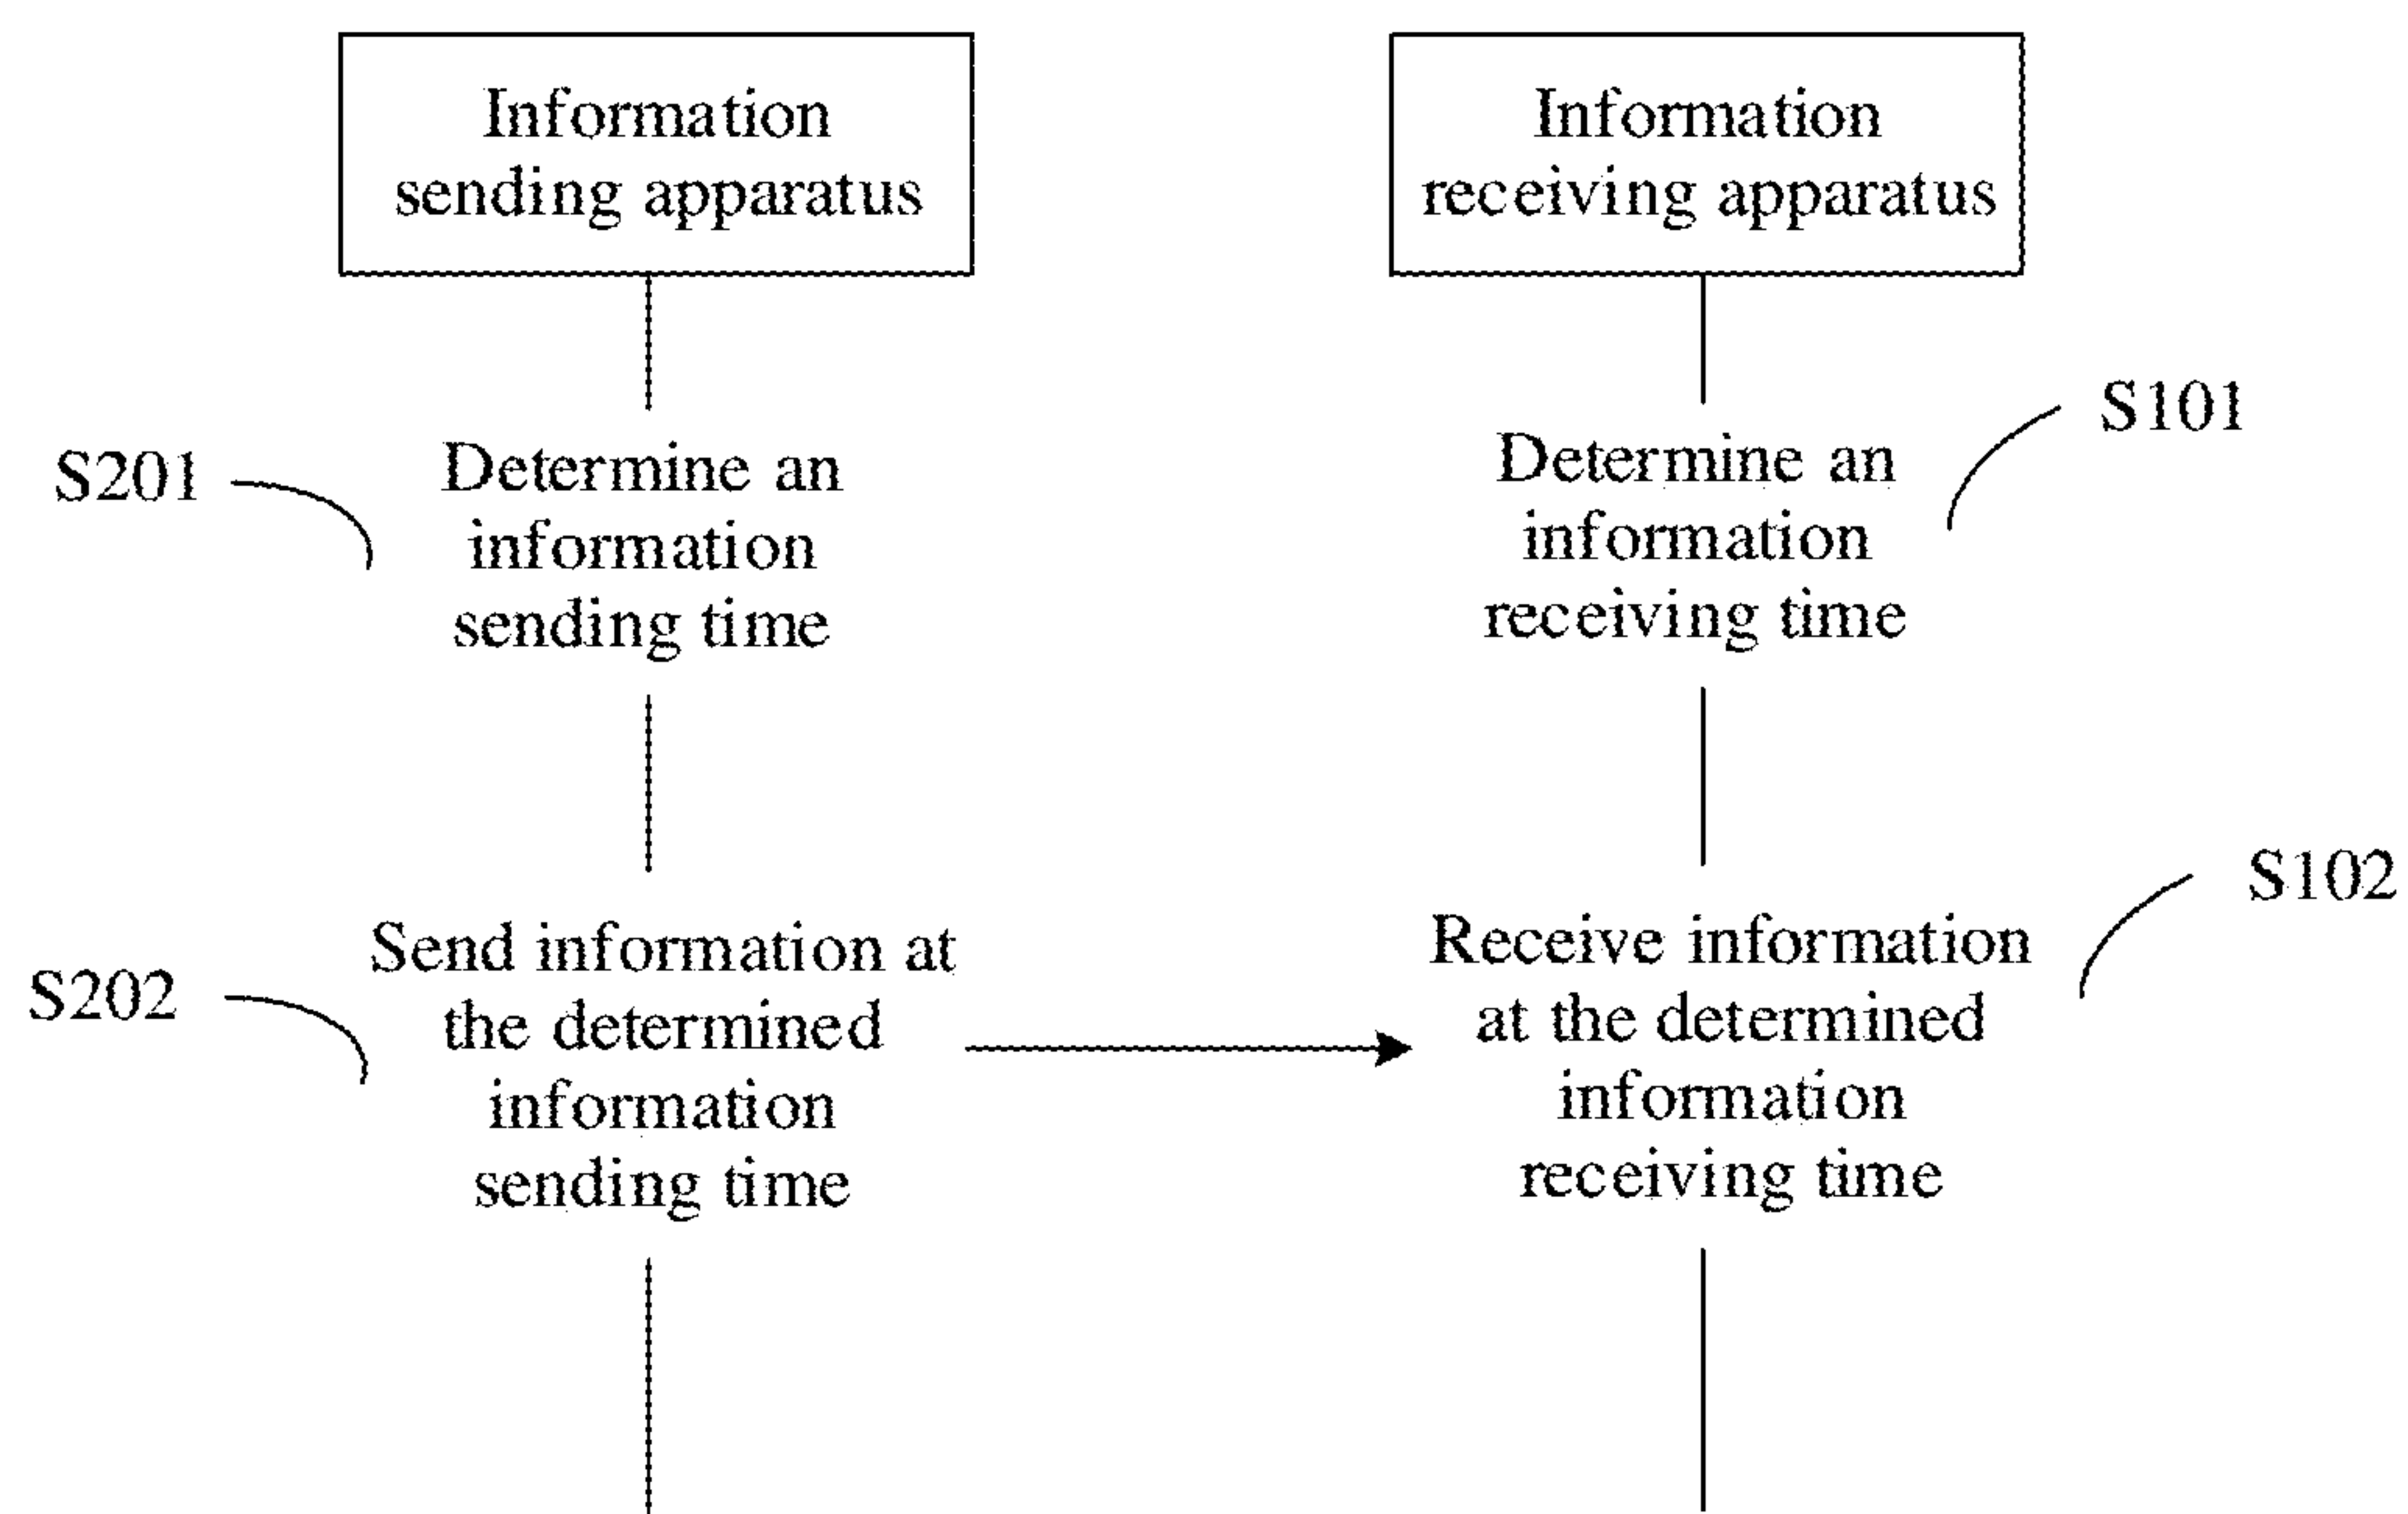 Information
sending apparatus
Information
receiving apparatus
S201
Determine an
information
sending time
S101
Determine an
information
receiving time
S202
Send information at
the determined
information
sending time
S102
Receive information
at the determined
information
receiving time